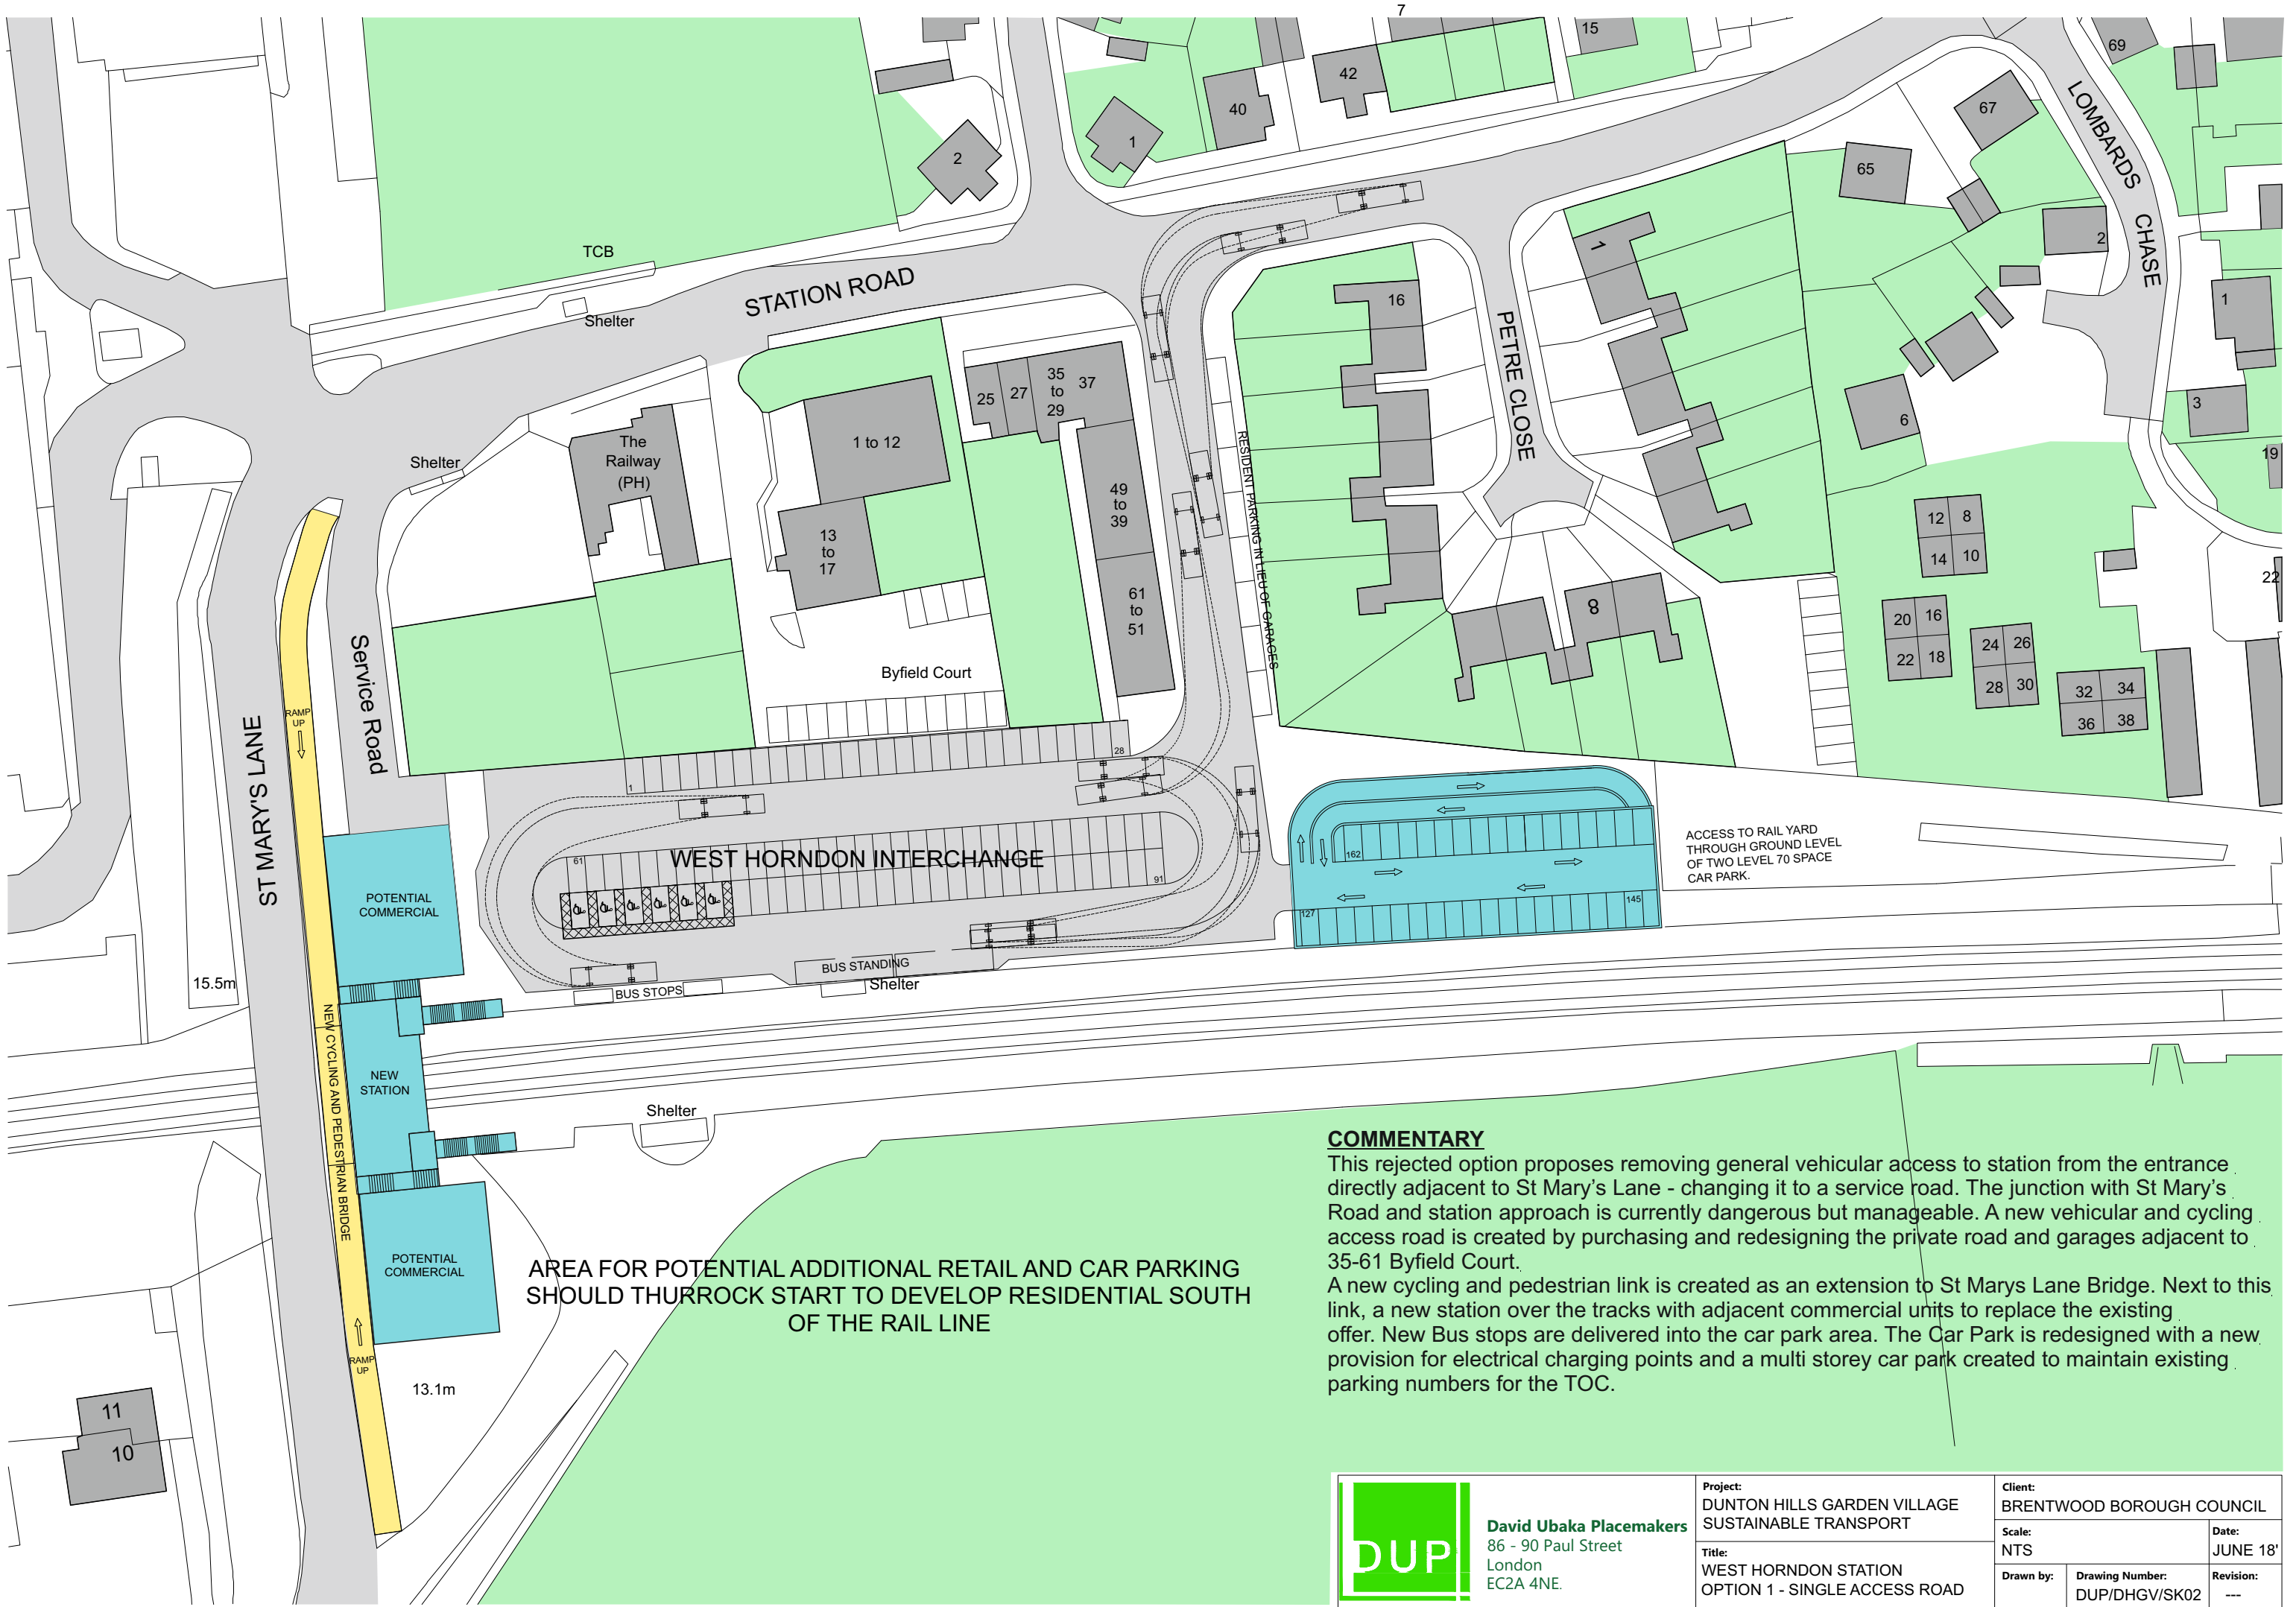 7
15
69
42
40
67
1
2
65
LOMBARDS CHASE
2
TCB
1
16
STATION ROAD
Shelter
1
PETRE CLOSE
35
to
29
37
25
27
3
The
Railway
(PH)
1 to 12
6
Shelter
RESIDENT PARKING IN LIEU OF GARAGES
19
49
to
39
12
8
14
10
13
to
17
22
61
to
51
8
20
16
22
18
24
26
28
30
Service Road
Byfield Court
32
34
36
38
RAMP
UP
ST MARY'S LANE
28
1
61
WEST HORNDON INTERCHANGE
91
162
145
127
ACCESS TO RAIL YARD
THROUGH GROUND LEVEL
OF TWO LEVEL 70 SPACE
CAR PARK.
POTENTIAL
COMMERCIAL
BUS STANDING
15.5m
BUS STOPS
Shelter
NEW CYCLING AND PEDESTRIAN BRIDGE
NEW
STATION
Shelter
POTENTIAL
COMMERCIAL
RAMP
UP
13.1m
11
10
AREA FOR POTENTIAL ADDITIONAL RETAIL AND CAR PARKING
SHOULD THURROCK START TO DEVELOP RESIDENTIAL SOUTH
OF THE RAIL LINE
COMMENTARY
This rejected option proposes removing general vehicular access to station from the entrance
directly adjacent to St Mary’s Lane - changing it to a service road. The junction with St Mary’s
Road and station approach is currently dangerous but manageable. A new vehicular and cycling
access road is created by purchasing and redesigning the private road and garages adjacent to
35-61 Byfield Court.
A new cycling and pedestrian link is created as an extension to St Marys Lane Bridge. Next to this
link, a new station over the tracks with adjacent commercial units to replace the existing
offer. New Bus stops are delivered into the car park area. The Car Park is redesigned with a new
provision for electrical charging points and a multi storey car park created to maintain existing
parking numbers for the TOC.
DUP
David Ubaka Placemakers
86 - 90 Paul Street
London
EC2A 4NE.
Project:
DUNTON HILLS GARDEN VILLAGE
SUSTAINABLE TRANSPORT
Title:
WEST HORNDON STATION
OPTION 1 - SINGLE ACCESS ROAD
Client:
BRENTWOOD BOROUGH COUNCIL
Scale:
NTS
Date:
JUNE 18'
Drawn by:
Drawing Number:
DUP/DHGV/SK02
Revision:
---